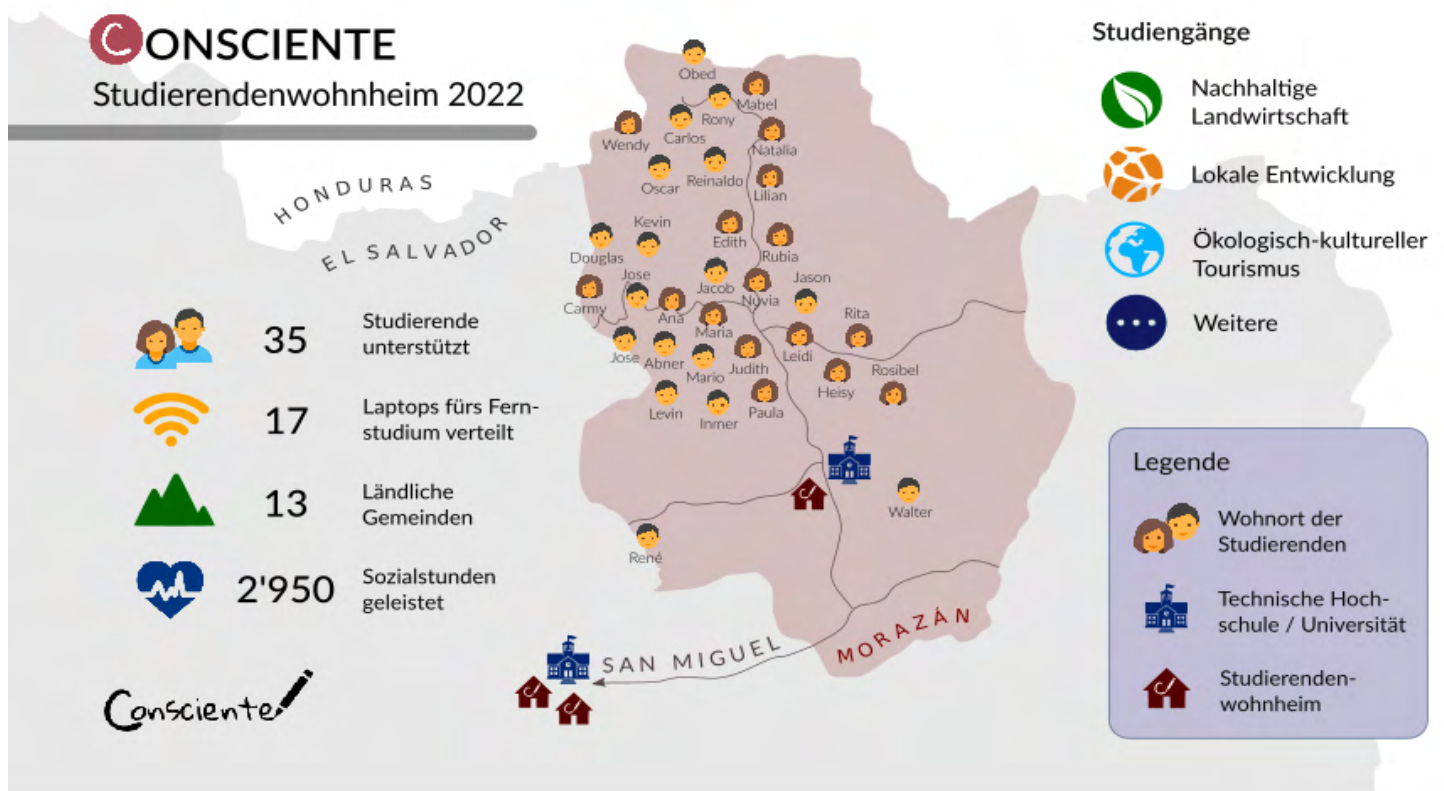 CONSCIENTE
Studierendenwohnheim 2022
HONDURAS
EL SALVADOR
35
Studierende
unterstützt
17
Laptops fürs Fern-
studium verteilt
13
Ländliche
Gemeinden
2'950
Sozialstunden
geleistet
Consciente
Obed
Mabel
Rony
Carlos
Wendy
Natalia
Oscar
Reinaldo
Lilian
Kevin
Edith
Douglas
Rubia
Jose
Jacob
Nuvia
Jason
Carmy
Ana
Maria
Rita
Jose
Abner
Mario
Judith
Leidi
Heisy
Rosibel
Levin
Inmer
Paula
Walter
René
SAN MIGUEL
MORAZÁN
Studiengänge
Nachhaltige
Landwirtschaft
Lokale Entwicklung
Ökologisch-kultureller
Tourismus
Weitere
Legende
Wohnort der
Studierenden
Technische Hoch-
schule / Universität
Studierenden-
wohnheim